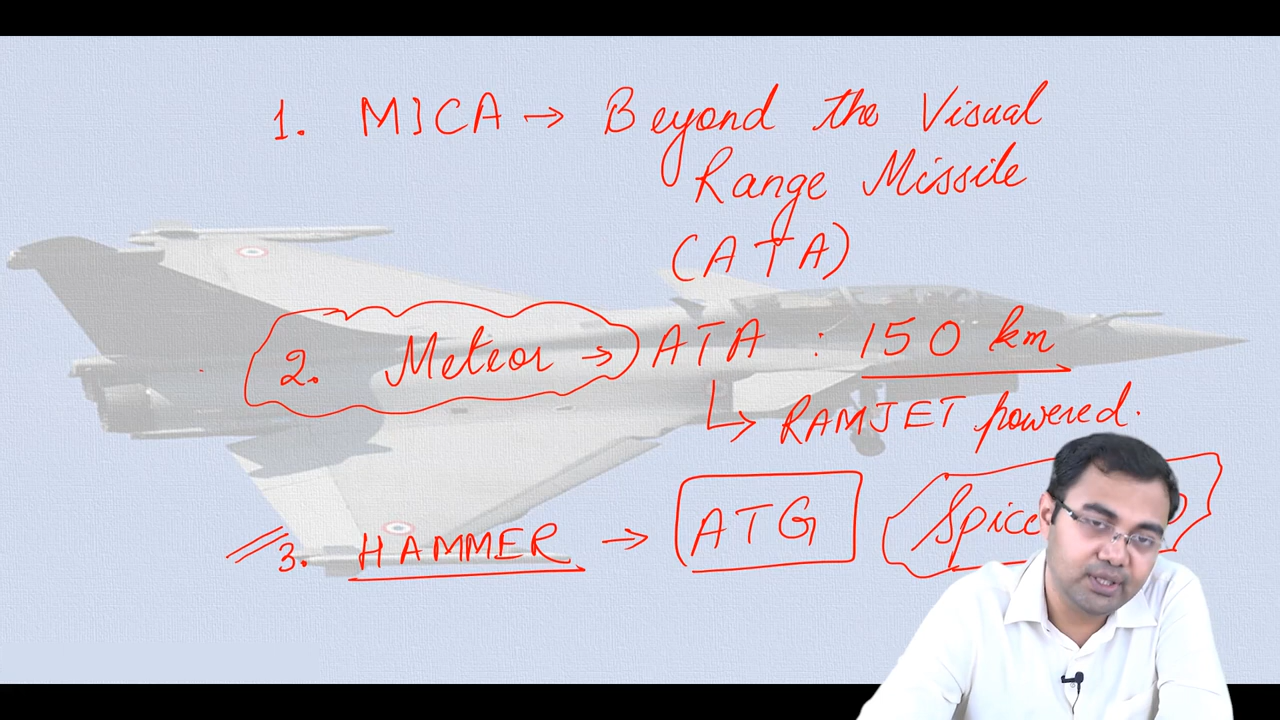 1. MICA → Beyond the Visual
Range Missile
(ATA)
2. Meteor → ATA : 150 km
↳ RAMJET powered.
3. HAMMER → ATG Spice